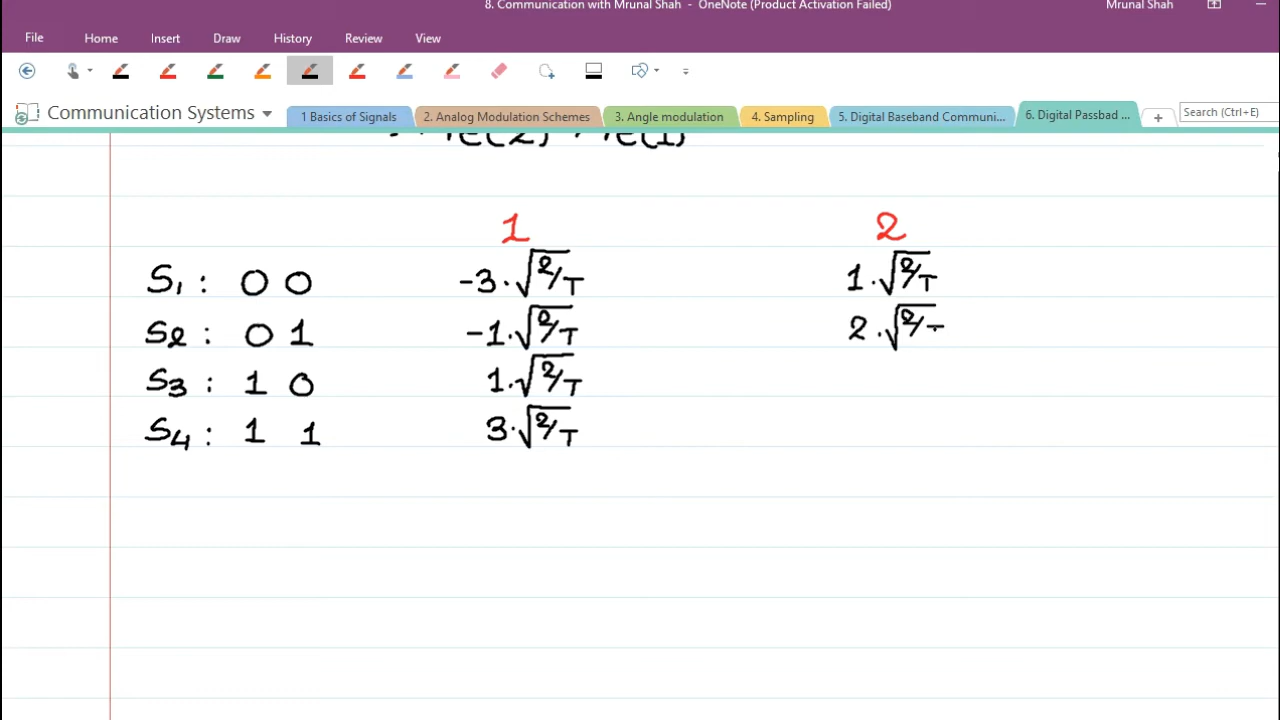 8. Communication with Mrunal Shah - OneNote (Product Activation Failed) Mrunal Shah
File Home Insert Draw History Review View
Communication Systems 1 Basics of Signals 2. Analog Modulation Schemes 3. Angle modulation 4. Sampling 5. Digital Baseband Communi... 6. Digital Passbad ... Search (Ctrl+E)
1 2
S₁ : 0 0 -3·√2/T 1·√2/T
S2 : 0 1 -1·√2/T 2·√2/
S3 : 1 0 1·√2/T
S4 : 1 1 3·√2/T